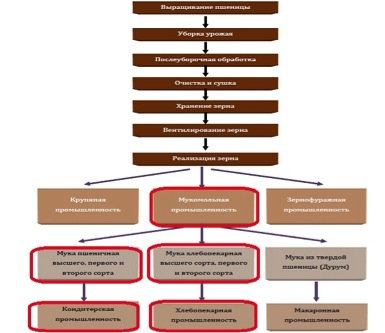 Выращивание пшеницы
Уборка урожая
Послеуборочная обработка
Очистка и сушка
Хранение зерна
Вентилирование зерна
Реализация зерна
Крупяная
промышленность
Мукомольная
промышленность
Зернофуражная
промышленность
Мука пшеничная
высшего, первого и
второго сорта
Мука хлебопекарная
высшего сорта, первого
и второго сорта
Мука из твердой
пшеницы (Дурум)
Кондитерская
промышленность
Хлебопекарная
промышленность
Макаронная
промышленность